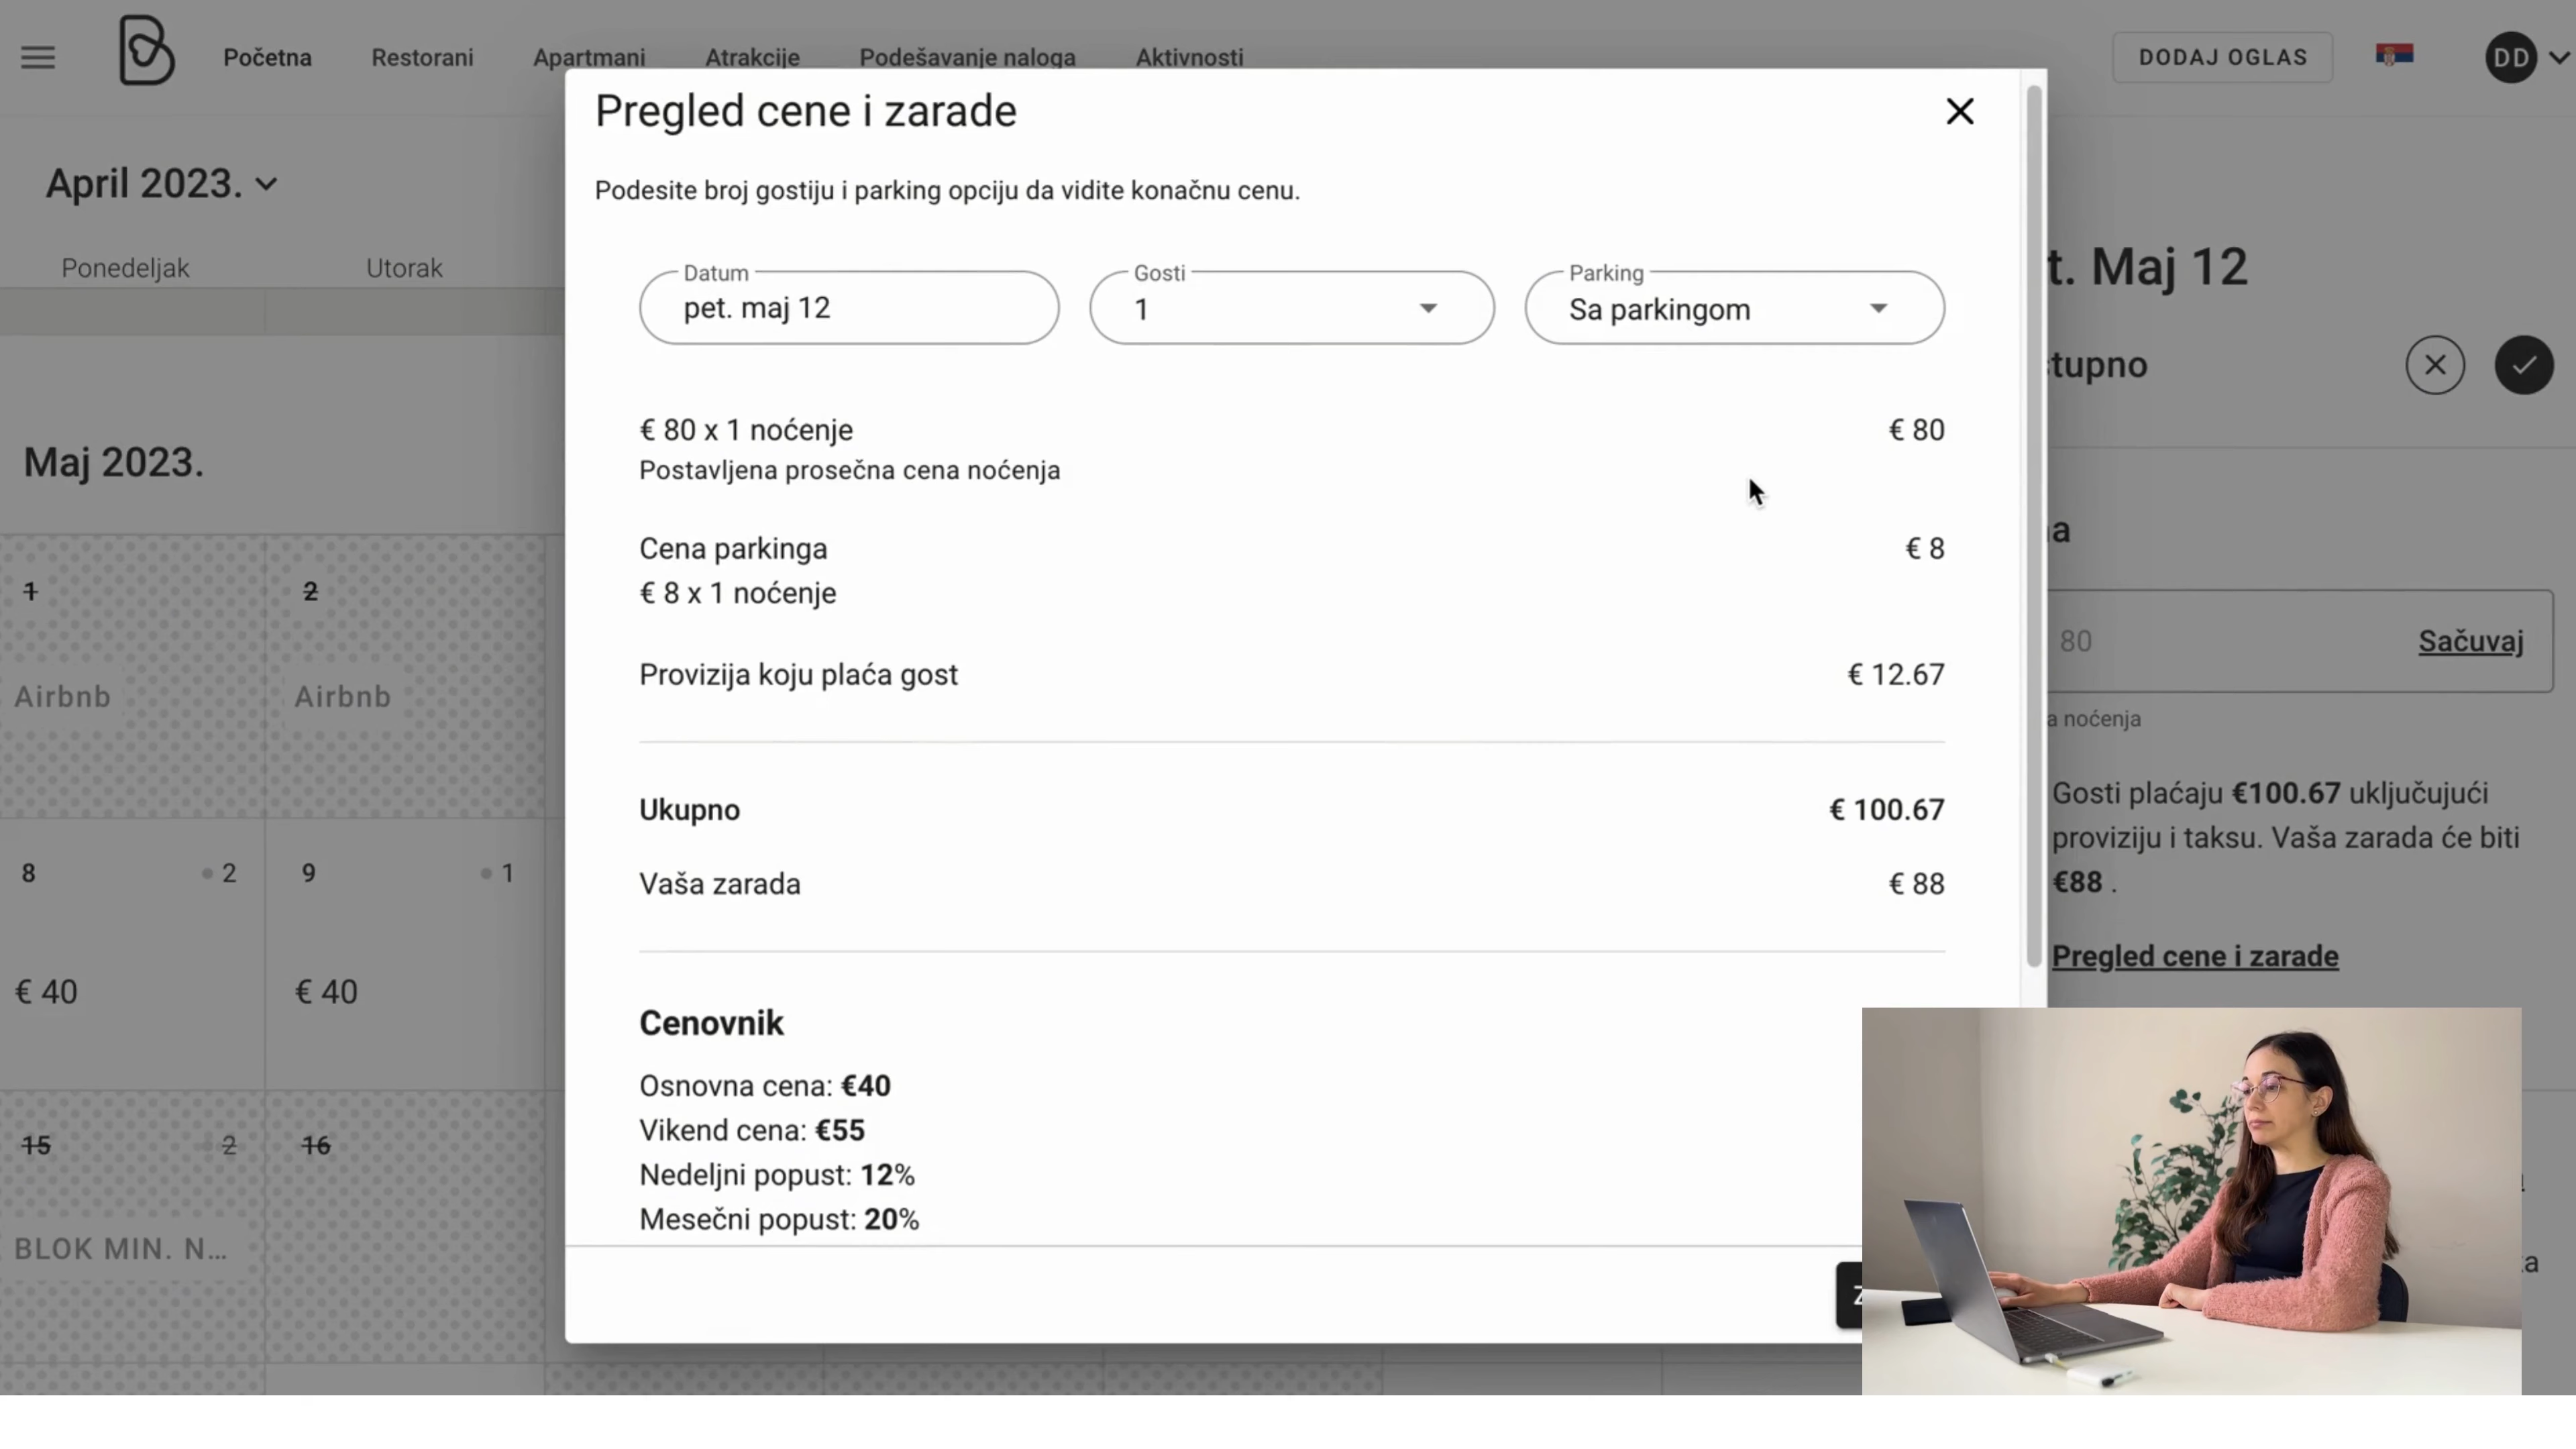 Početna Restorani Apartmani Atrakcije Podešavanje naloga Aktivnosti DODAJ OGLAS DD
April 2023.
Ponedeljak Utorak
Maj 2023.
1 2
Airbnb Airbnb
8 2 9 1
€ 40 € 40
15 2 16
BLOK MIN. N...
Pregled cene i zarade
Podesite broj gostiju i parking opciju da vidite konačnu cenu.
Datum Gosti Parking
pet. maj 12 1 Sa parkingom
€ 80 x 1 noćenje € 80
Postavljena prosečna cena noćenja
Cena parkinga € 8
€ 8 x 1 noćenje
Provizija koju plaća gost € 12.67
Ukupno € 100.67
Vaša zarada € 88
Cenovnik
Osnovna cena: €40
Vikend cena: €55
Nedeljni popust: 12%
Mesečni popust: 20%
t. Maj 12
stupno
80 Sačuvaj
a noćenja
Gosti plaćaju €100.67 uključujući
proviziju i taksu. Vaša zarada će biti
€88 .
Pregled cene i zarade